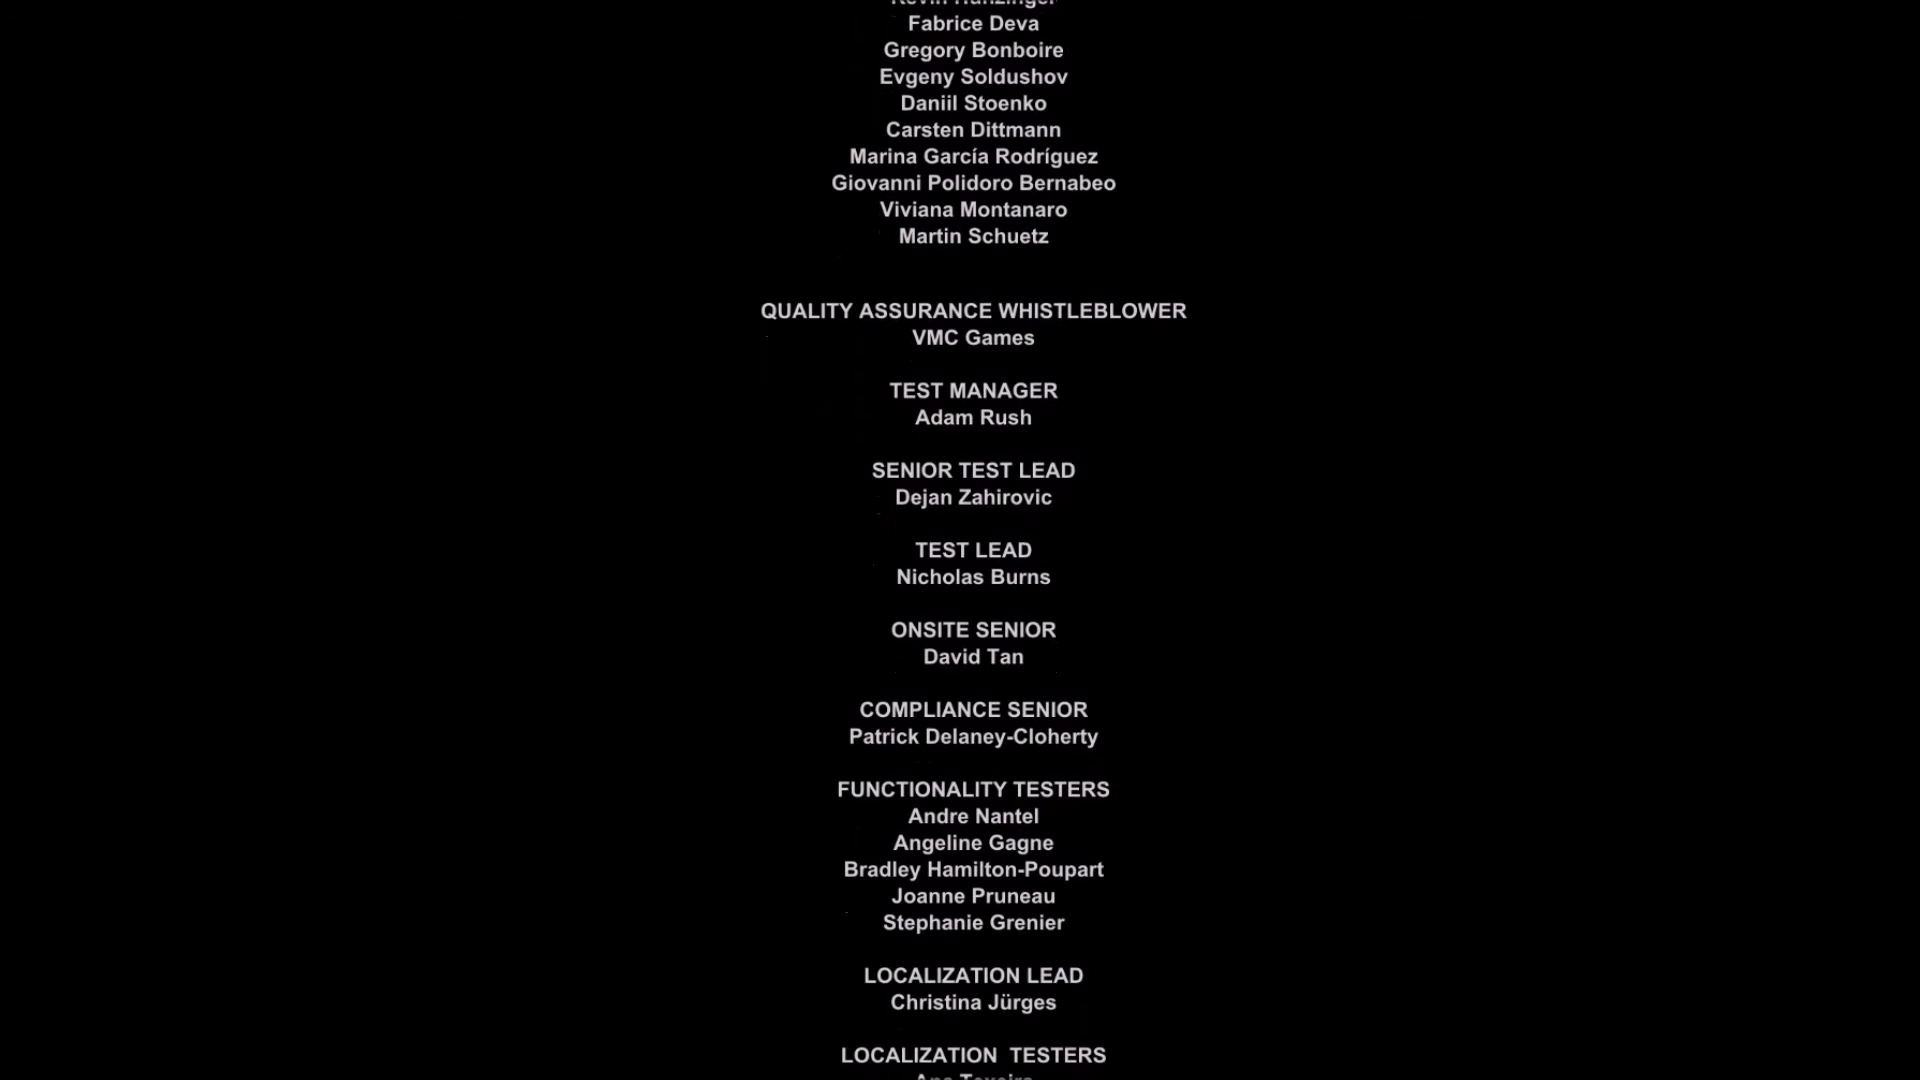 Fabrice Deva
Gregory Bonboire
Evgeny Soldushov
Daniil Stoenko
Carsten Dittmann
Marina García Rodríguez
Giovanni Polidoro Bernabeo
Viviana Montanaro
Martin Schuetz
QUALITY ASSURANCE WHISTLEBLOWER
VMC Games
TEST MANAGER
Adam Rush
SENIOR TEST LEAD
Dejan Zahirovic
TEST LEAD
Nicholas Burns
ONSITE SENIOR
David Tan
COMPLIANCE SENIOR
Patrick Delaney-Cloherty
FUNCTIONALITY TESTERS
Andre Nantel
Angeline Gagne
Bradley Hamilton-Poupart
Joanne Pruneau
Stephanie Grenier
LOCALIZATION LEAD
Christina Jürges
LOCALIZATION TESTERS